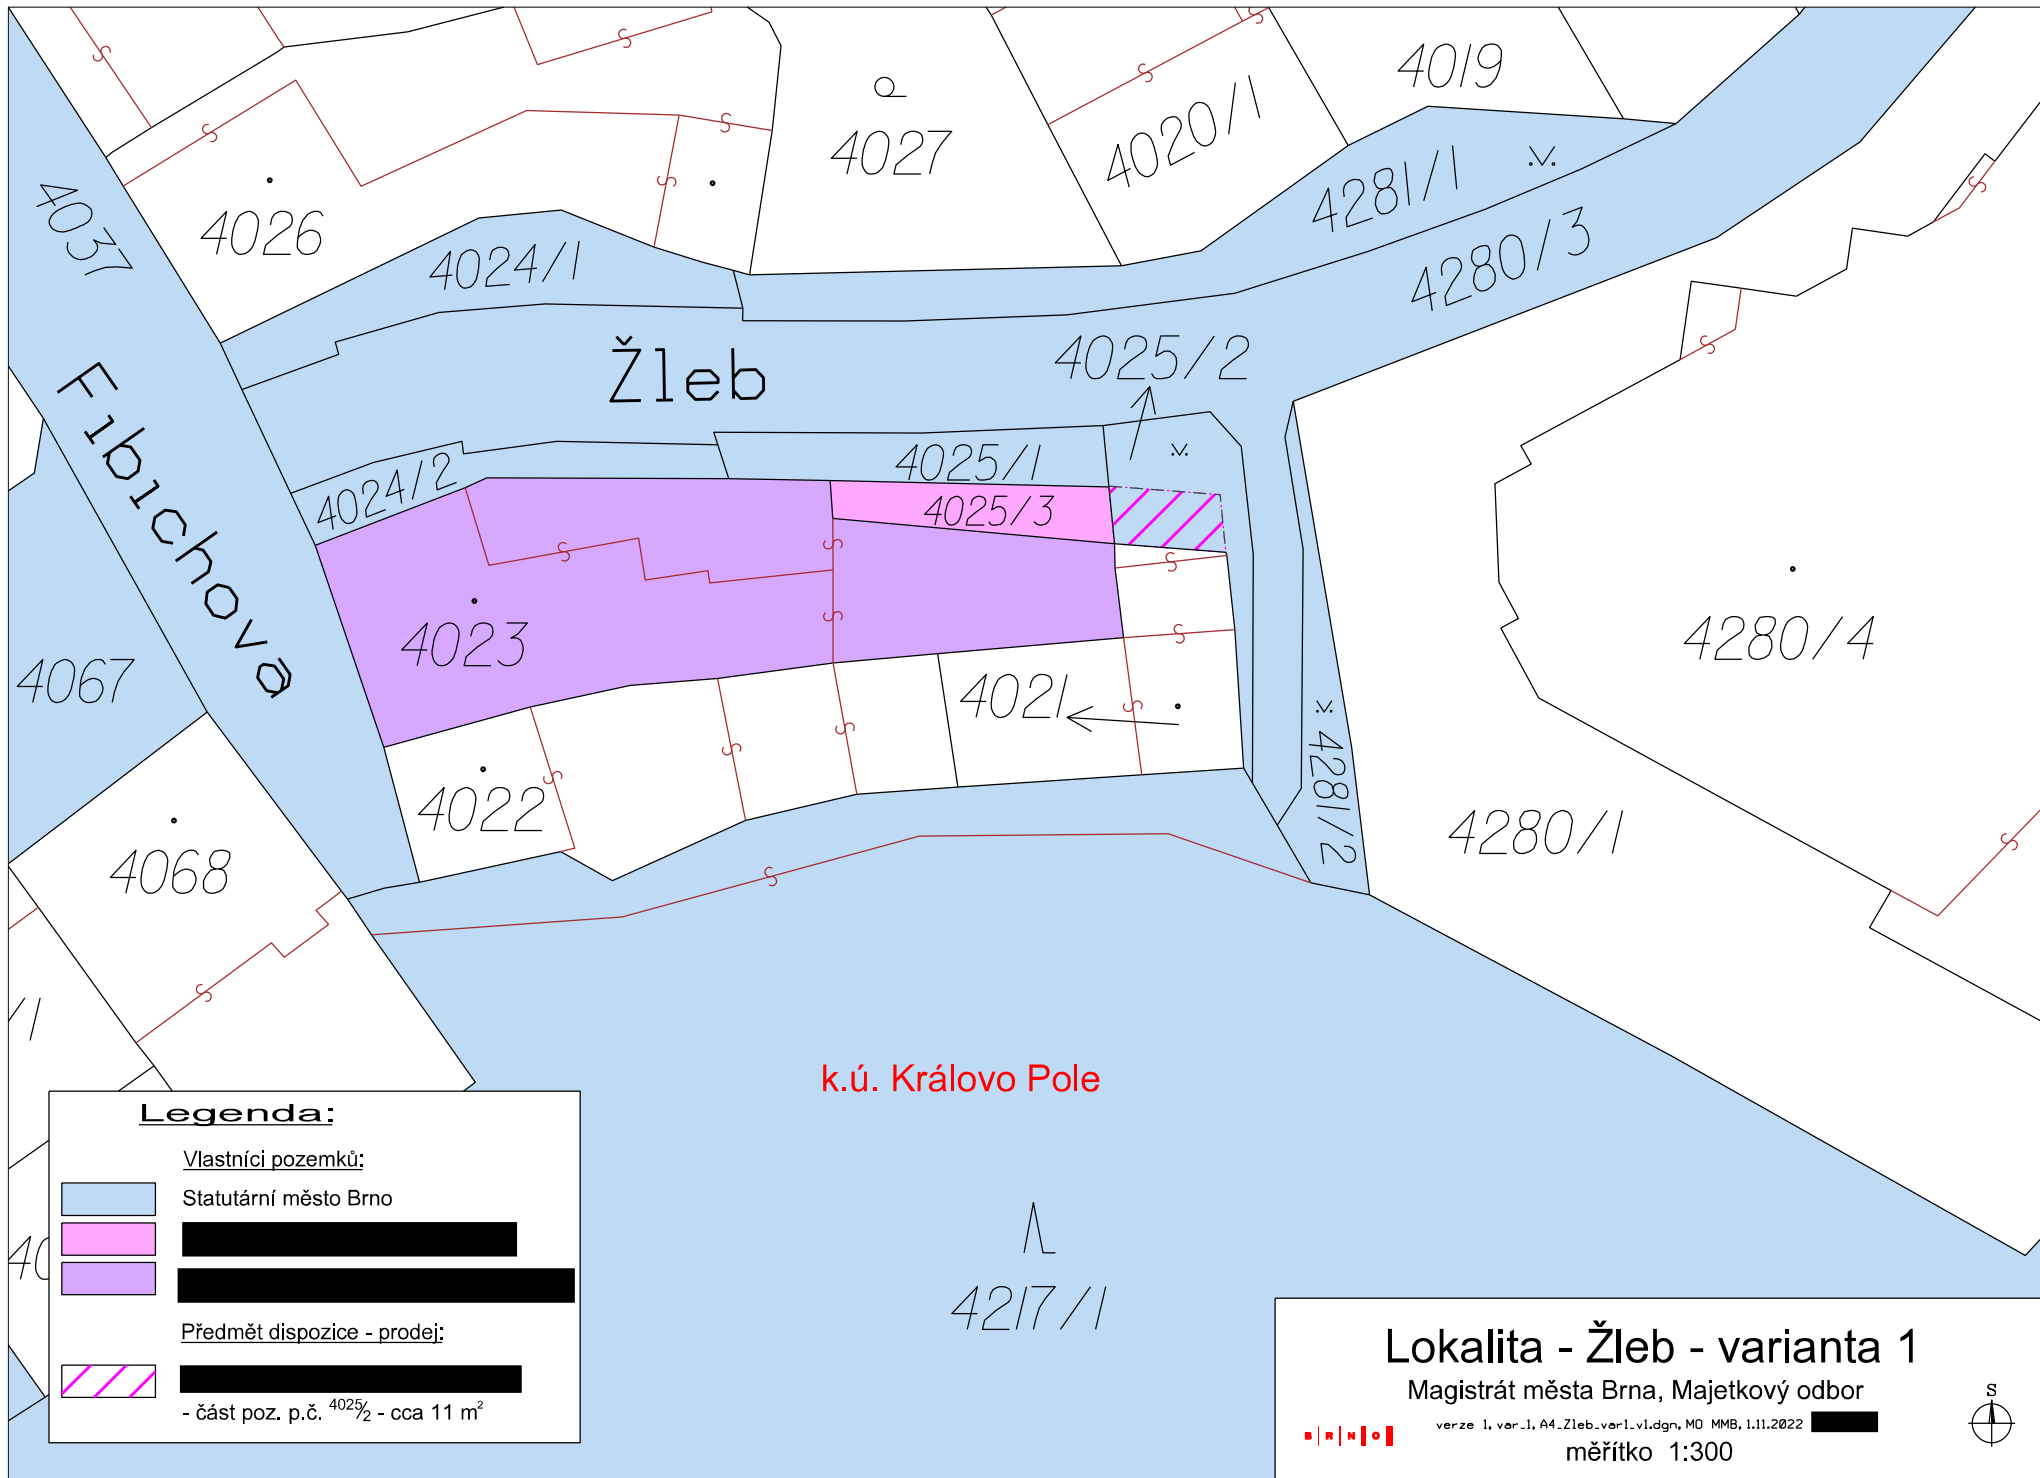 4019
4027
4020/1
4037
4026
4281/1
4024/1
4280/3
Žleb
4025/2
Fibichova
4025/1
4024/2
4025/3
4023
4280/4
4067
4021
4022
4281/2
4280/1
4068
/1
k.ú. Královo Pole
4217/1
40
Legenda:
Vlastníci pozemků:
Statutární město Brno
Předmět dispozice - prodej:
- část poz. p.č. 4025/2 - cca 11 m²
Lokalita - Žleb - varianta 1
Magistrát města Brna, Majetkový odbor
verze 1, var_1, A4_Zleb_var1_v1.dgn, MO MMB, 1.11.2022
BRNO
měřítko 1:300
S